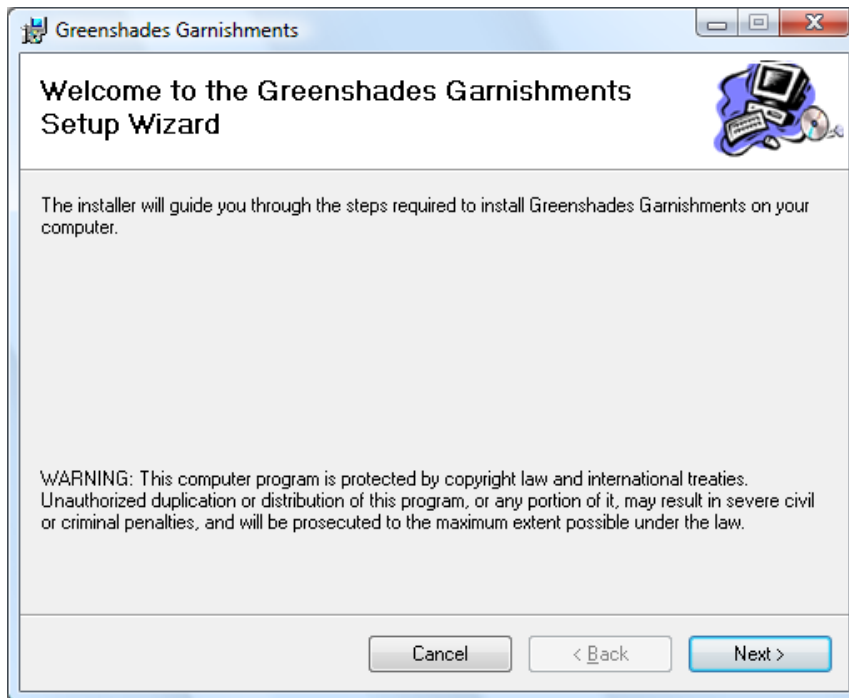 Greenshades Garnishments
Welcome to the Greenshades Garnishments
Setup Wizard
The installer will guide you through the steps required to install Greenshades Garnishments on your
computer.
WARNING: This computer program is protected by copyright law and international treaties.
Unauthorized duplication or distribution of this program, or any portion of it, may result in severe civil
or criminal penalties, and will be prosecuted to the maximum extent possible under the law.
Cancel
< Back
Next >